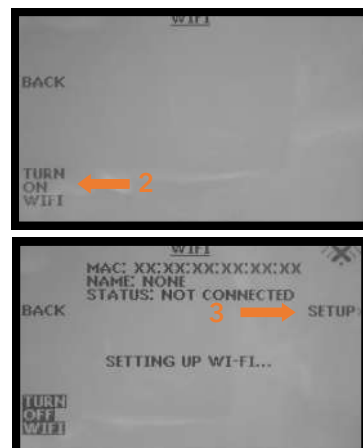 WIFI
BACK
TURN
ON
WIFI
2
WIFI
MAC: XX:XX:XX:XX:XX:XX
NAME: NONE
STATUS: NOT CONNECTED
BACK
3
SETUP
SETTING UP WI-FI...
TURN
OFF
WIFI